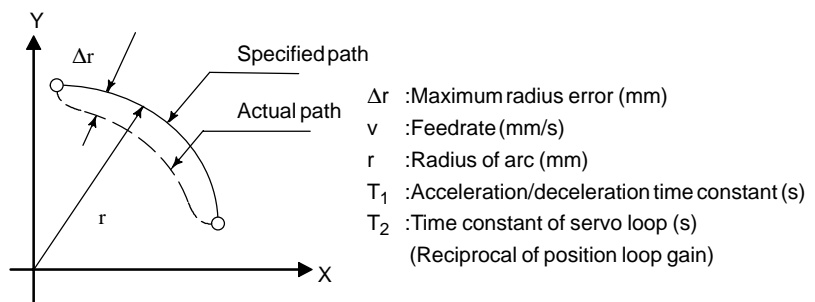 Y
Δr
Specified path
Actual path
r
X
Δr :Maximum radius error (mm)
v :Feedrate (mm/s)
r :Radius of arc (mm)
T₁ :Acceleration/deceleration time constant (s)
T₂ :Time constant of servo loop (s)
(Reciprocal of position loop gain)